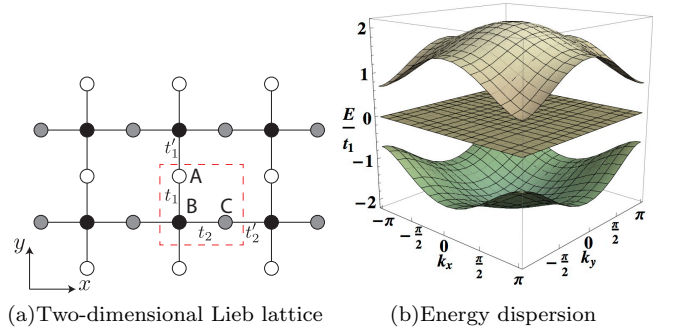 t′₁
A
t₁
B
C
t₂
t′₂
y
x
(a)Two-dimensional Lieb lattice
2
1
E/t₁
0
−1
−2
−π
−π/2
0
π/2
π
kₓ
−π/2
0
π/2
π
k_y
(b)Energy dispersion